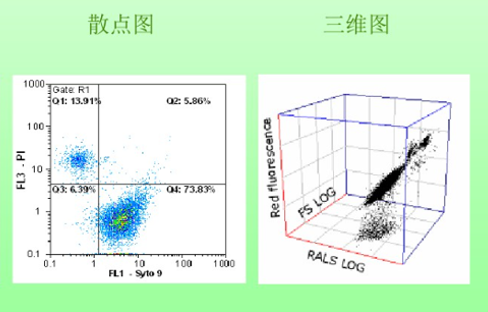 散点图
三维图
Gate: R1
Q1: 13.91%
Q2: 5.86%
Q3: 6.39%
Q4: 73.83%
1000
100
10
1
0.1
FL3 - PI
0.1
1
10
100
1000
FL1 - Syto 9
Red fluorescence
FS LOG
RALS LOG